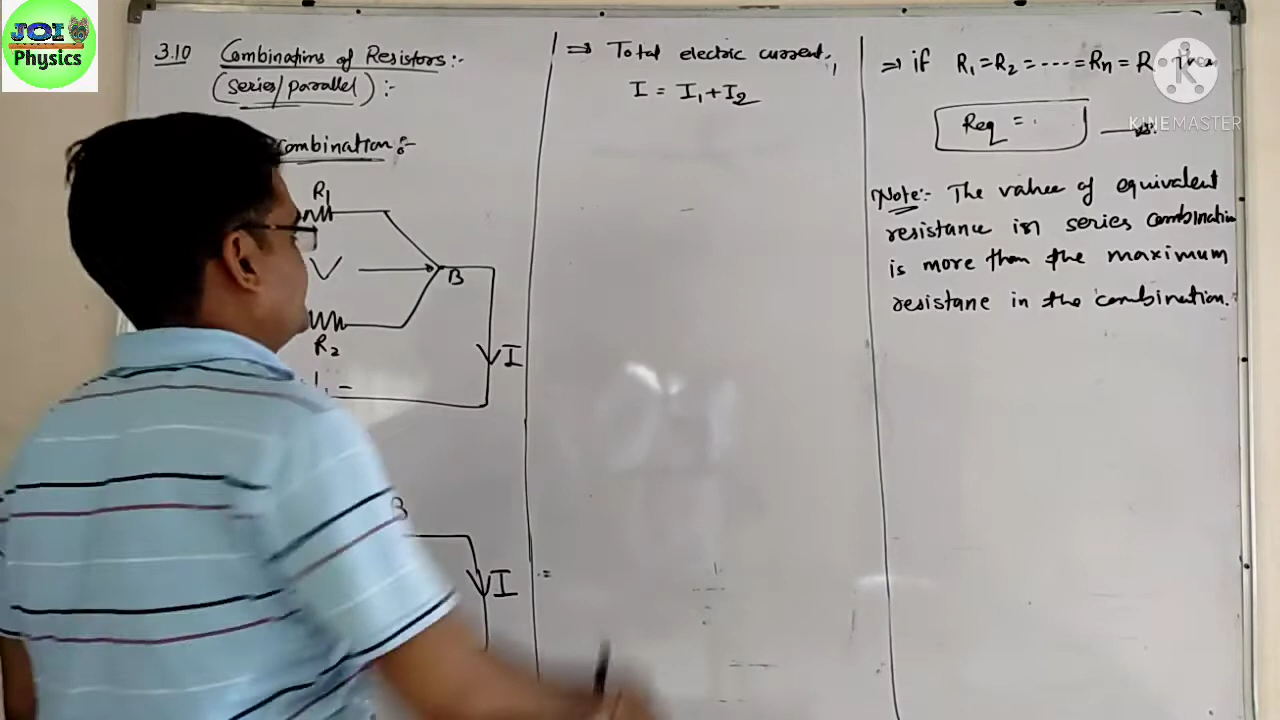 JOI
Physics
3.10 Combinations of Resistors:-
(series/parallel):-
combination:-
R1
V
B
R2
I
B
I
⇒ Total electric current,
I = I1+I2
⇒ if R1=R2=----=Rn=R
Req =
Note:- The value of equivalent
resistance in series combination
is more than the maximum
resistane in the combination.
KINEMASTER